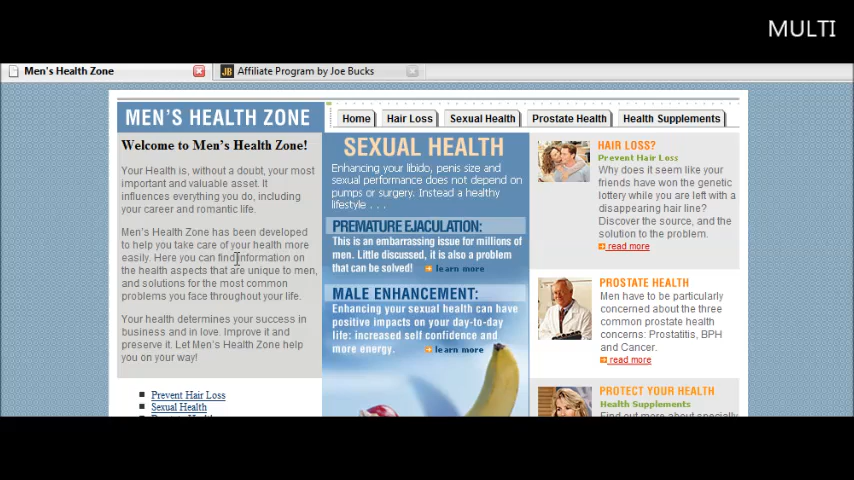 MULTI
Men's Health Zone
Affiliate Program by Joe Bucks
MEN'S HEALTH ZONE
Home
Hair Loss
Sexual Health
Prostate Health
Health Supplements
Welcome to Men's Health Zone!
Your Health is, without a doubt, your most
important and valuable asset. It
influences everything you do, including
your career and romantic life.
Men's Health Zone has been developed
to help you take care of your health more
easily. Here you can find information on
the health aspects that are unique to men,
and solutions for the most common
problems you face throughout your life.
Your health determines your success in
business and in love. Improve it and
preserve it. Let Men's Health Zone help
you on your way!
Prevent Hair Loss
Sexual Health
SEXUAL HEALTH
Enhancing your libido, penis size and
sexual performance does not depend on
pumps or surgery. Instead a healthy
lifestyle . . .
PREMATURE EJACULATION:
This is an embarrassing issue for millions of
men. Little discussed, it is also a problem
that can be solved! learn more
MALE ENHANCEMENT:
Enhancing your sexual health can have
positive impacts on your day-to-day
life: increased self confidence and
more energy. learn more
HAIR LOSS?
Prevent Hair Loss
Why does it seem like your
friends have won the genetic
lottery while you are left with a
disappearing hair line?
Discover the source, and the
solution to the problem.
read more
PROSTATE HEALTH
Men have to be particularly
concerned about the three
common prostate health
concerns: Prostatitis, BPH
and Cancer.
read more
PROTECT YOUR HEALTH
Health Supplements
Find out more about specially